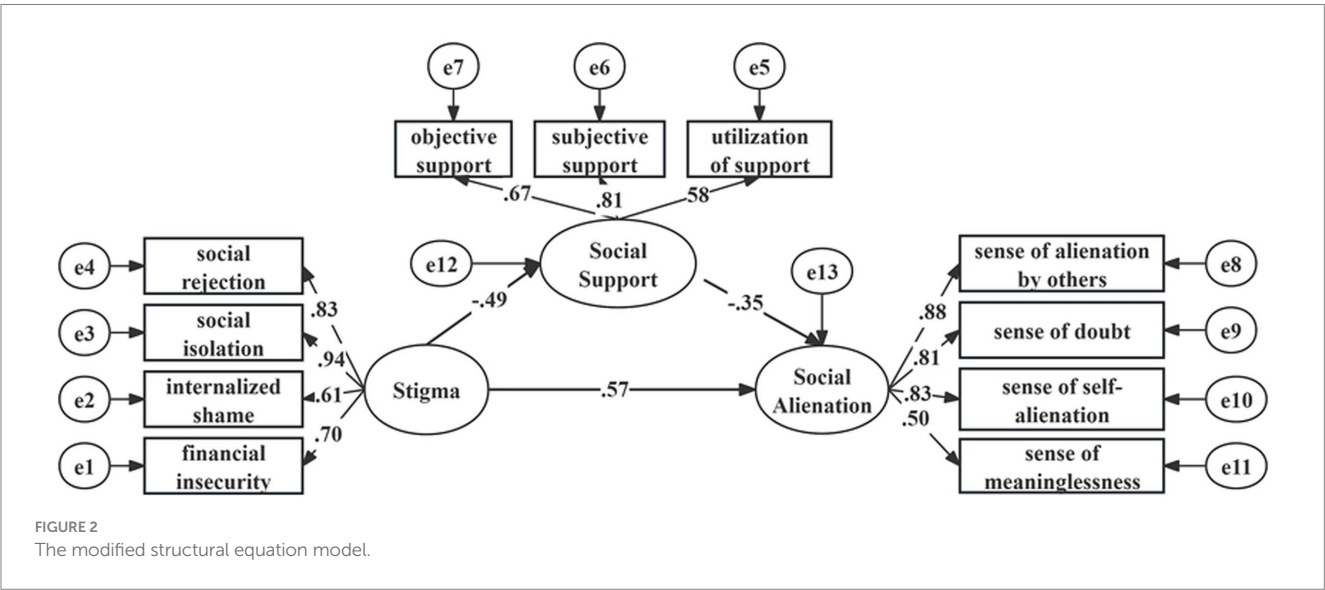 e7
e6
e5
objective
support
subjective
support
utilization
of support
.67
.81
.58
e4
social
rejection
e12
Social
Support
e13
sense of alienation
by others
e8
.83
-.49
-.35
.88
e3
social
isolation
sense of doubt
e9
.94
.81
e2
internalized
shame
.61
Stigma
.57
Social
Alienation
.83
sense of self-
alienation
e10
.70
.50
e1
financial
insecurity
sense of
meaninglessness
e11
FIGURE 2
The modified structural equation model.